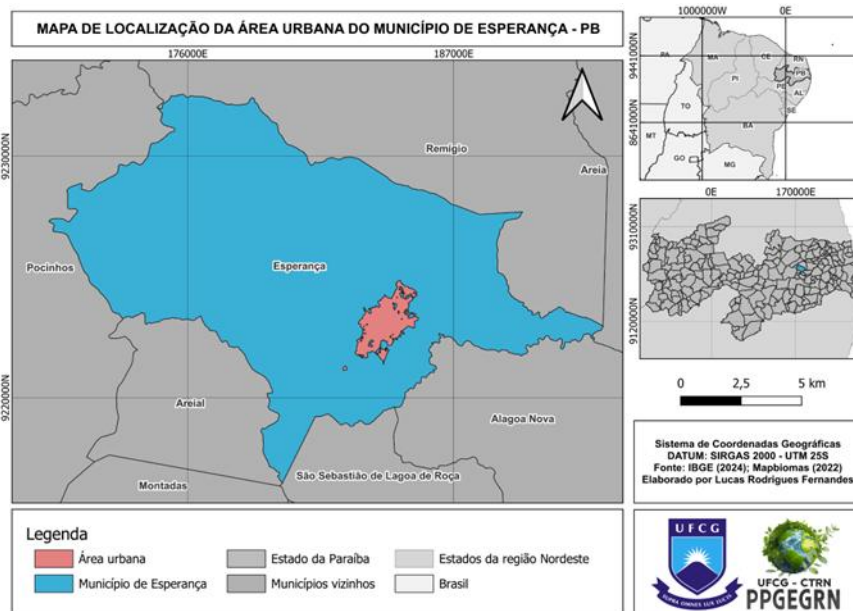 MAPA DE LOCALIZAÇÃO DA ÁREA URBANA DO MUNICÍPIO DE ESPERANÇA - PB
176000E
187000E
9230000N
9220000N
Remígio
Areia
Pocinhos
Esperança
Areial
Alagoa Nova
São Sebastião de Lagoa de Roça
Montadas
1000000W
0E
9441000N
8641000N
PA
MA
CE
RN
PI
PB
PE
AL
SE
TO
BA
MT
GO
MG
0E
170000E
9310000N
9120000N
0
2,5
5 km
Sistema de Coordenadas Geográficas
DATUM: SIRGAS 2000 - UTM 25S
Fonte: IBGE (2024); Mapbiomas (2022)
Elaborado por Lucas Rodrigues Fernandes
Legenda
Área urbana
Município de Esperança
Estado da Paraíba
Municípios vizinhos
Estados da região Nordeste
Brasil
UFCG
SUPRA OMNES LUX LUCIS
UFCG - CTRN
PPGEGRN